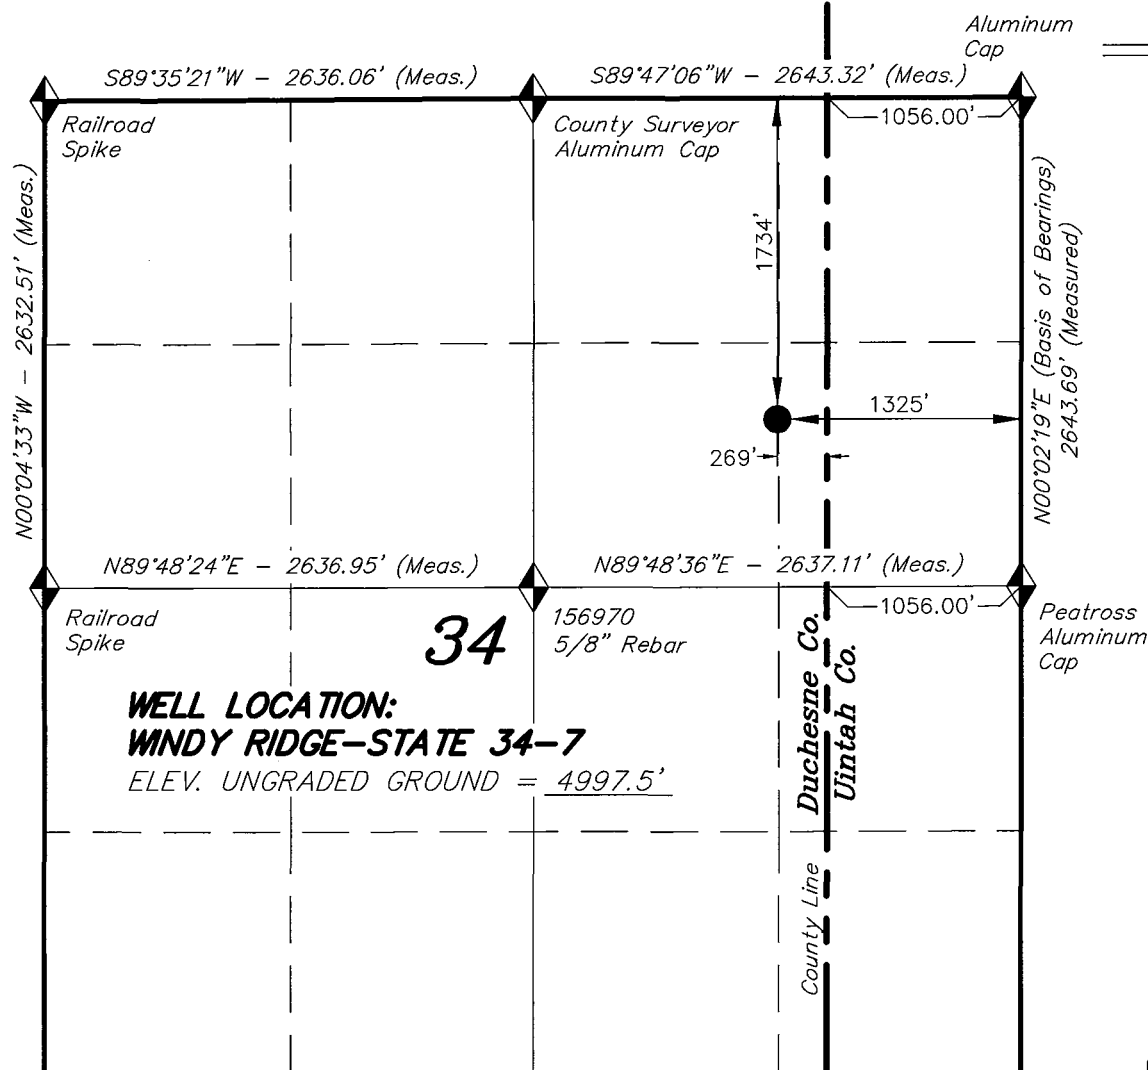 Aluminum
Cap
S89°35'21"W - 2636.06' (Meas.)
S89°47'06"W - 2643.32' (Meas.)
1056.00'
Railroad
Spike
County Surveyor
Aluminum Cap
N00°04'33"W - 2632.51' (Meas.)
1734'
N00°02'19"E (Basis of Bearings)
2643.69' (Measured)
1325'
269'
N89°48'24"E - 2636.95' (Meas.)
N89°48'36"E - 2637.11' (Meas.)
1056.00'
Railroad
Spike
34
156970
5/8" Rebar
Peatross
Aluminum
Cap
WELL LOCATION:
WINDY RIDGE-STATE 34-7
ELEV. UNGRADED GROUND = 4997.5'
Duchesne Co.
Uintah Co.
County Line